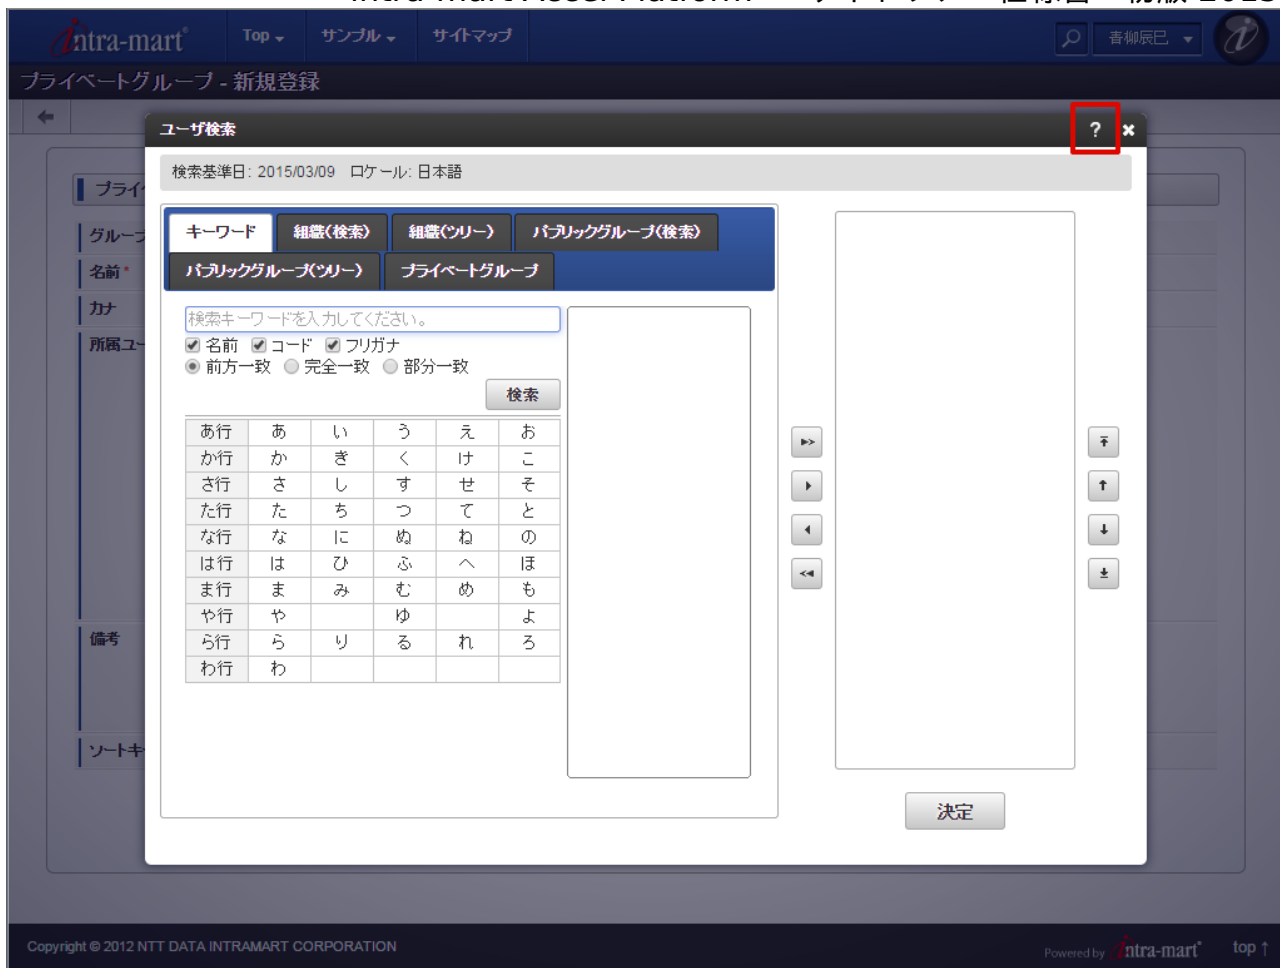 intra-mart® Top サンプル サイトマップ 青柳辰巳
プライベートグループ - 新規登録
ユーザ検索 ? ×
検索基準日: 2015/03/09 ロケール: 日本語
プライ
グループ
名前 *
カナ
所属ユー
備考
ソートキ
キーワード 組織(検索) 組織(ツリー) パブリックグループ(検索)
パブリックグループ(ツリー) プライベートグループ
検索キーワードを入力してください。
名前 コード フリガナ
前方一致 完全一致 部分一致
検索
あ行 あ い う え お
か行 か き く け こ
さ行 さ し す せ そ
た行 た ち つ て と
な行 な に ぬ ね の
は行 は ひ ふ へ ほ
ま行 ま み む め も
や行 や ゆ よ
ら行 ら り る れ ろ
わ行 わ
決定
Copyright © 2012 NTT DATA INTRAMART CORPORATION
Powered by intra-mart® top ↑